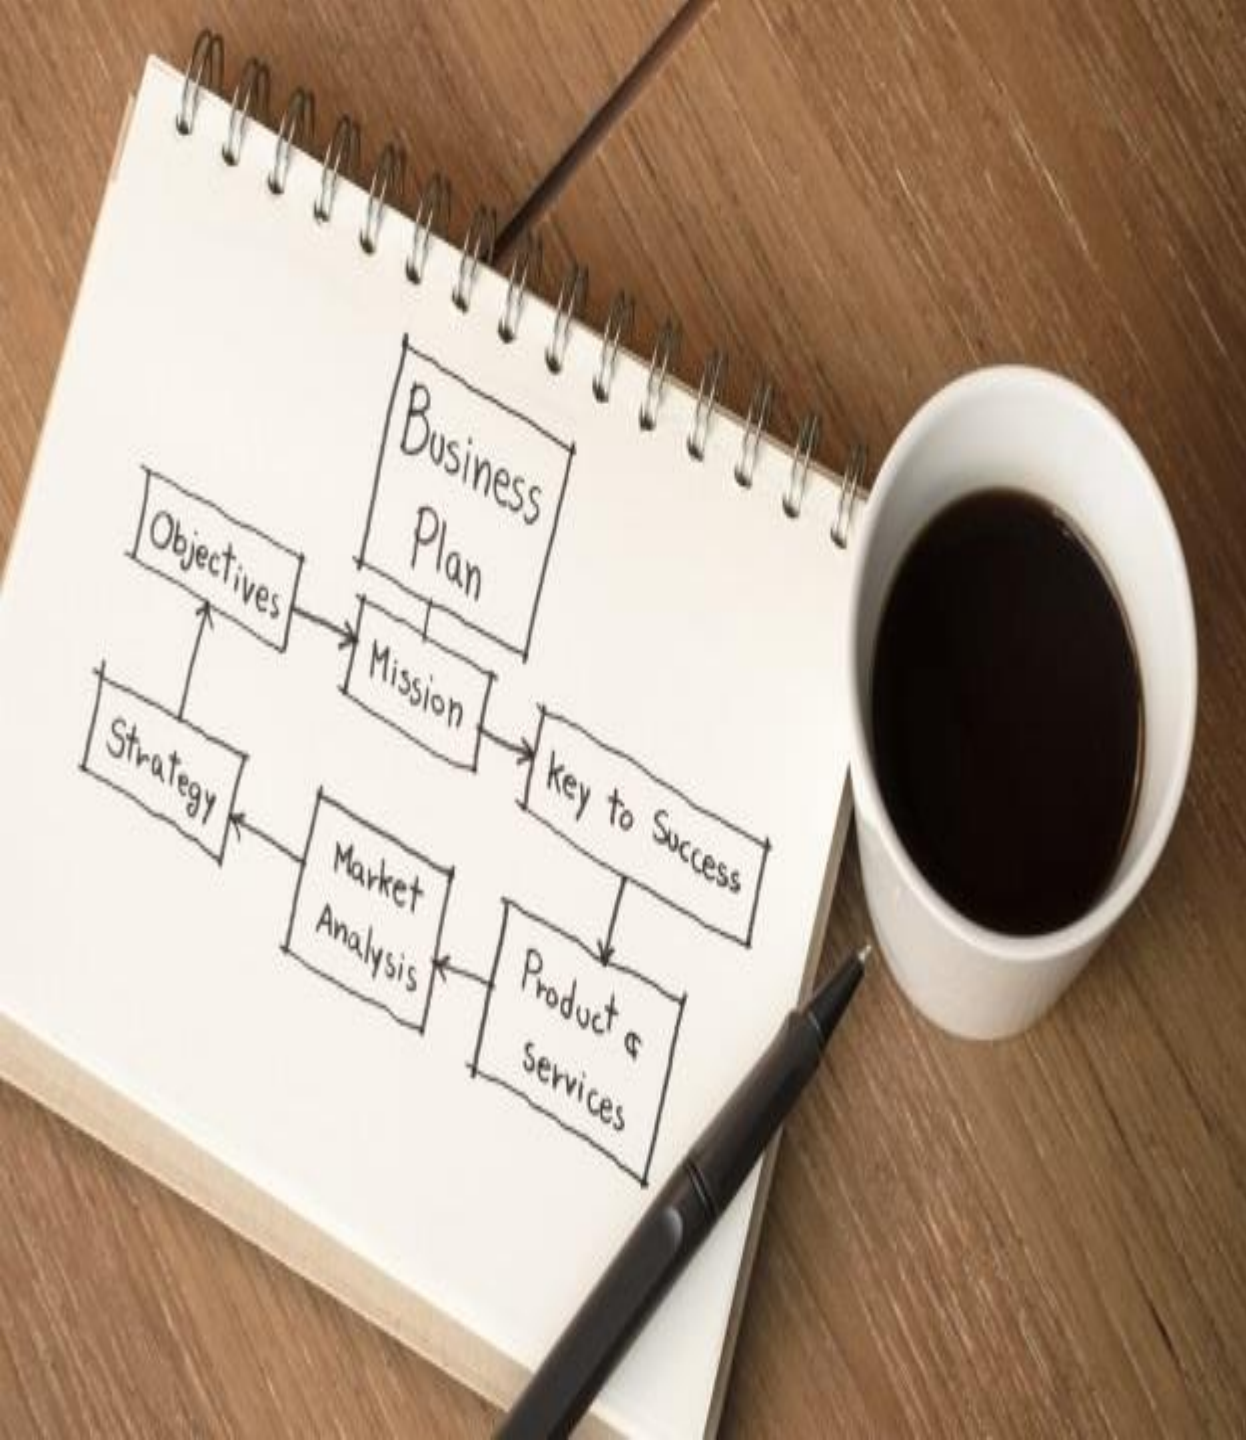 Business
Plan
Objectives
Mission
Key to Success
Strategy
Market
Analysis
Product &
Services